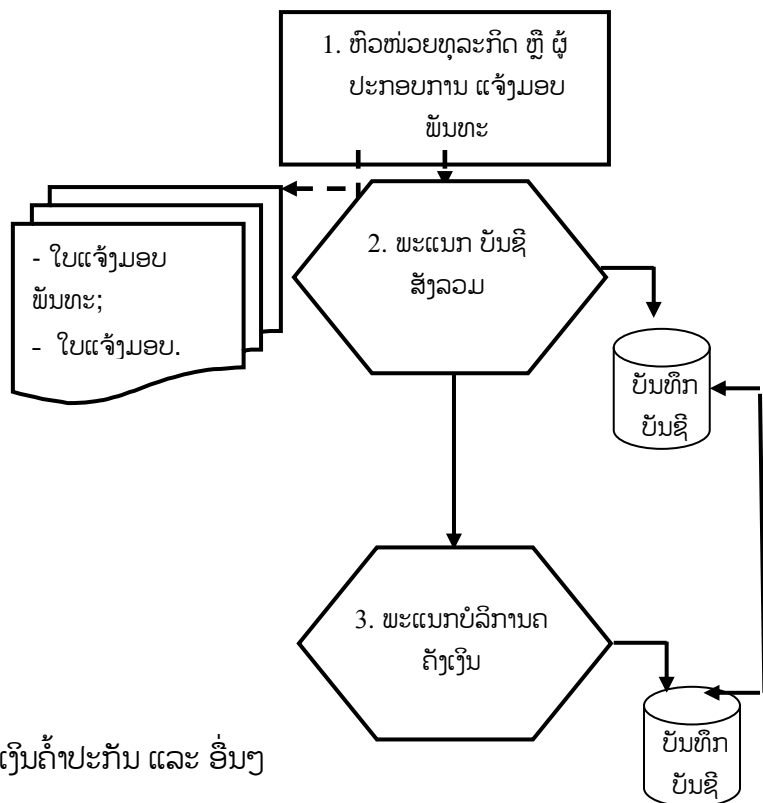 1. ຫົວໜ່ວຍທຸລະກິດ ຫຼື ຜູ້
ປະກອບການ ແຈ້ງມອບ
ພັນທະ
- ໃບແຈ້ງມອບ
ພັນທະ;
- ໃບແຈ້ງມອບ.
2. ພະແນກ ບັນຊີ
ສັງລວມ
ບັນທຶກ
ບັນຊີ
3. ພະແນກບໍລິການຄ
ຄັງເງິນ
ບັນທຶກ
ບັນຊີ
ເງິນຄ້ຳປະກັນ ແລະ ອື່ນໆ